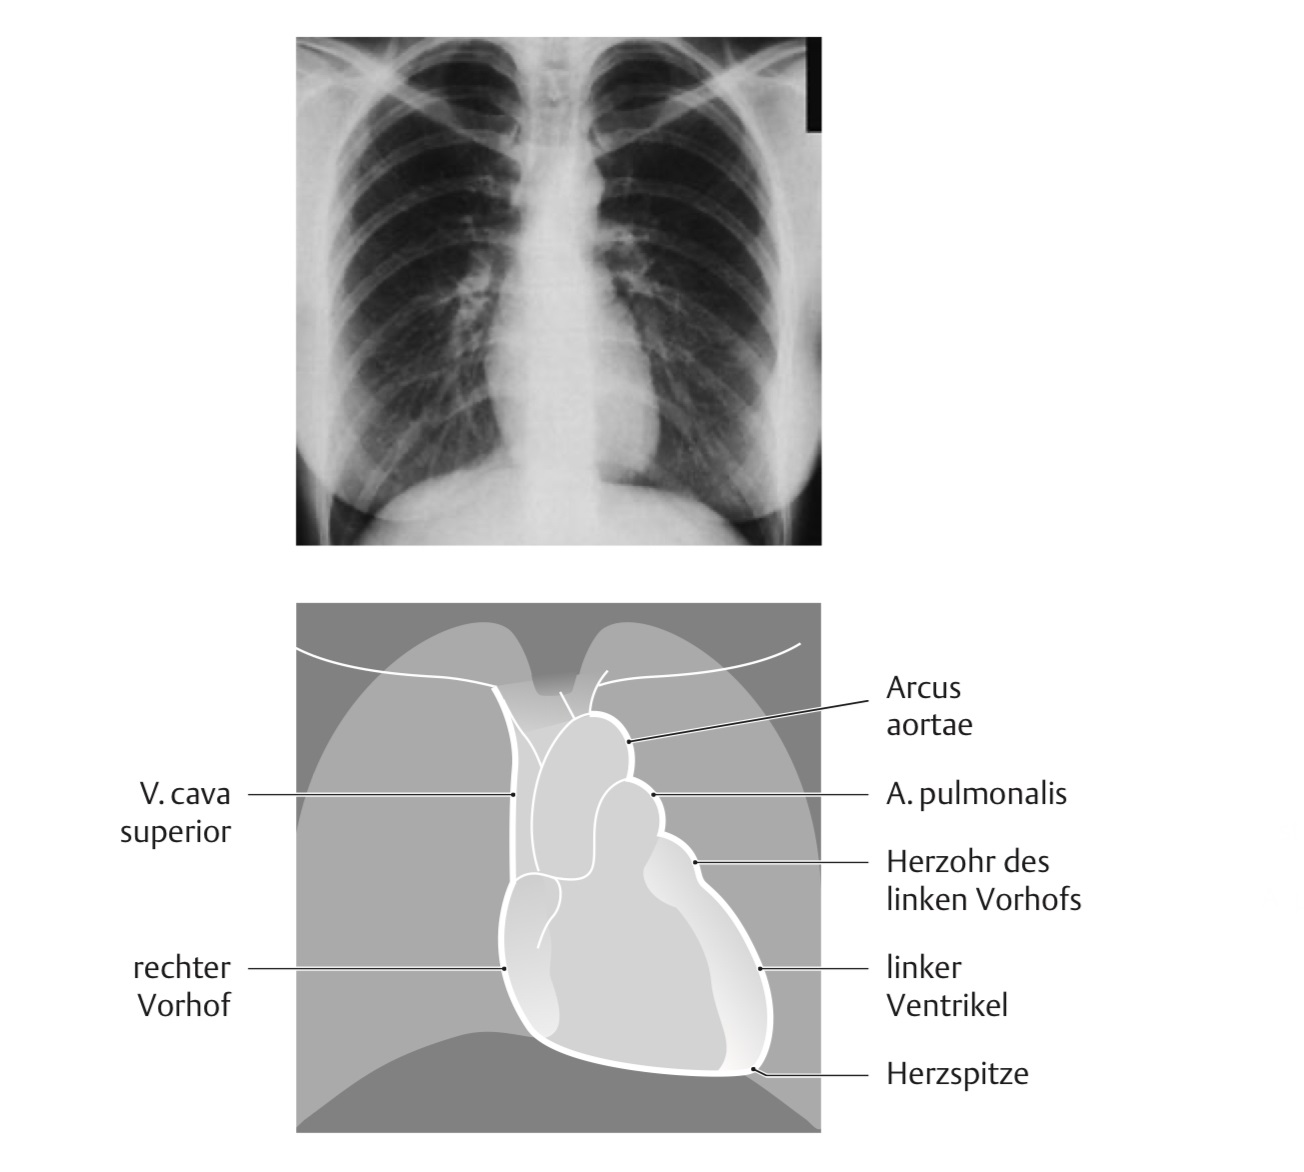 Arcus
aortae
V. cava
superior
A. pulmonalis
Herzohr des
linken Vorhofs
rechter
Vorhof
linker
Ventrikel
Herzspitze